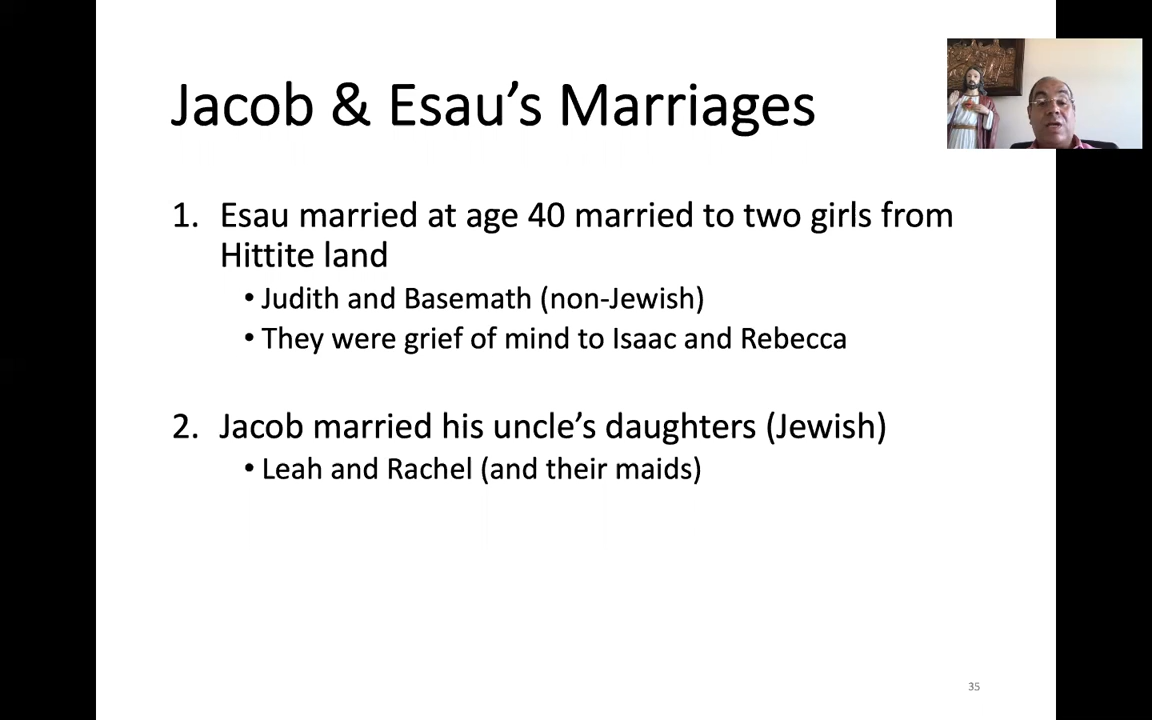 Jacob & Esau’s Marriages
1. Esau married at age 40 married to two girls from
Hittite land
• Judith and Basemath (non-Jewish)
• They were grief of mind to Isaac and Rebecca
2. Jacob married his uncle’s daughters (Jewish)
• Leah and Rachel (and their maids)
35